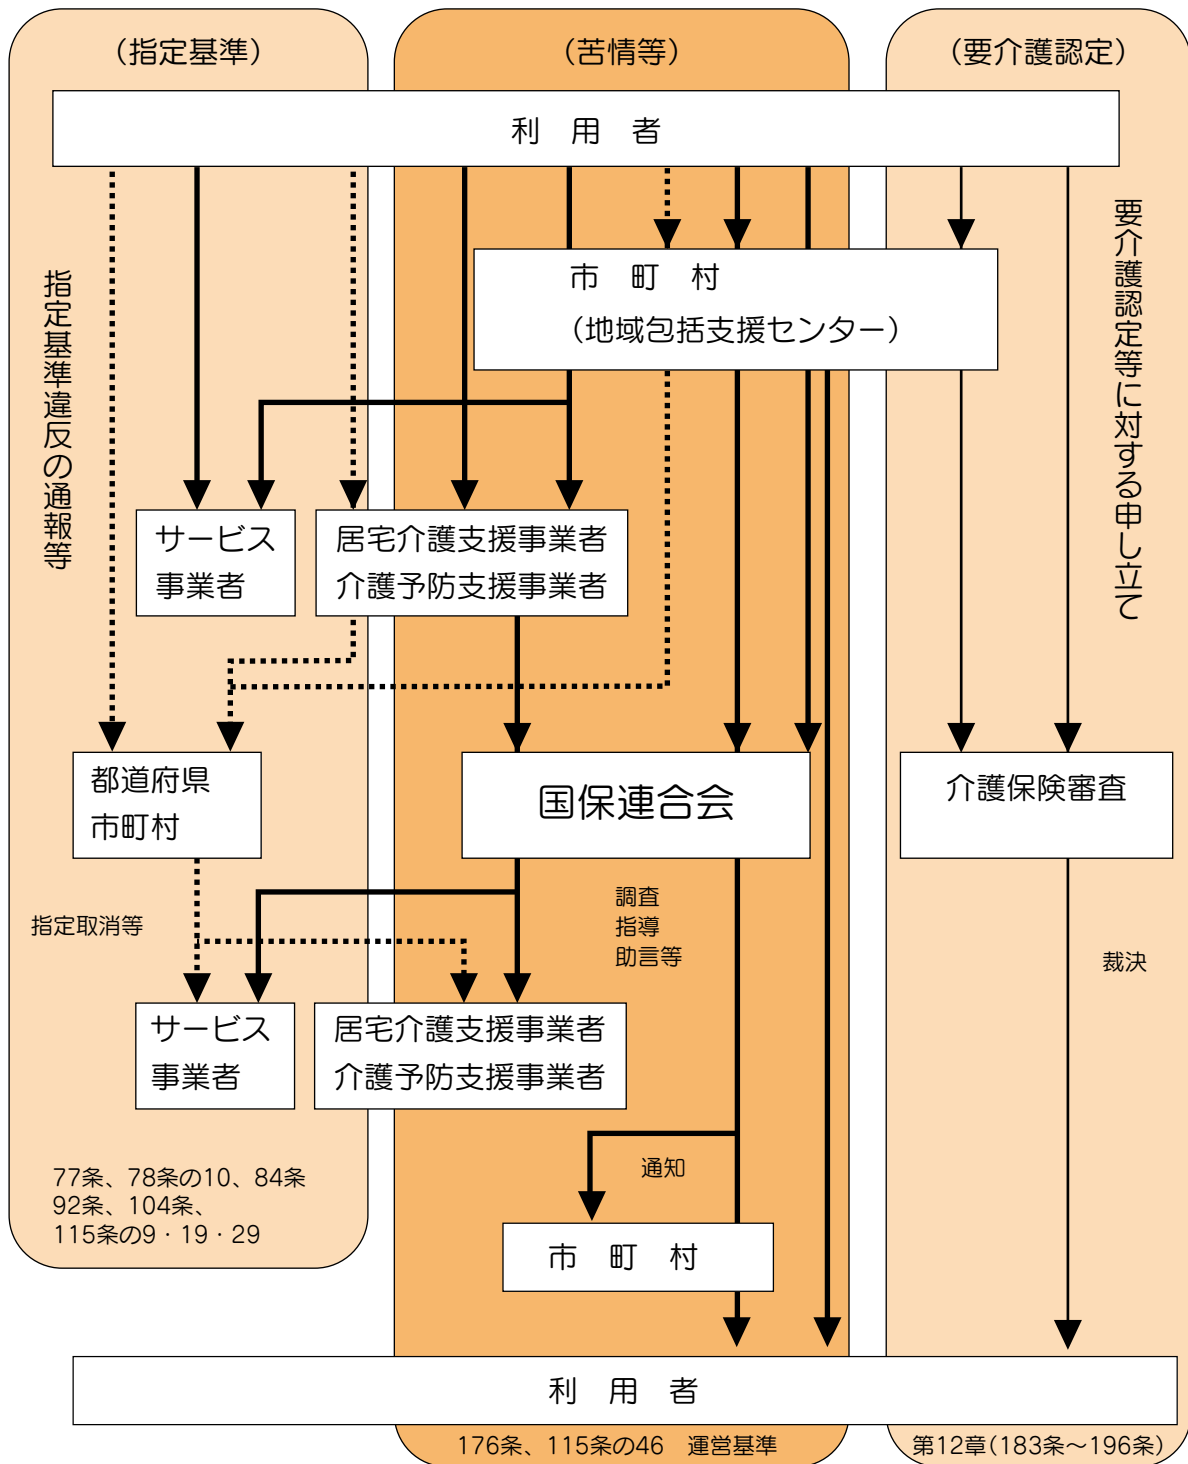 （指定基準）
（苦情等）
（要介護認定）
利　用　者
指定基準違反の通報等
市　町　村
（地域包括支援センター）
要介護認定等に対する申し立て
サービス
事業者
居宅介護支援事業者
介護予防支援事業者
都道府県
市町村
国保連合会
介護保険審査
指定取消等
調査
指導
助言等
裁決
サービス
事業者
居宅介護支援事業者
介護予防支援事業者
通知
77条、78条の10、84条
92条、104条、
115条の9・19・29
市　町　村
利　用　者
176条、115条の46　運営基準
第12章（183条～196条）